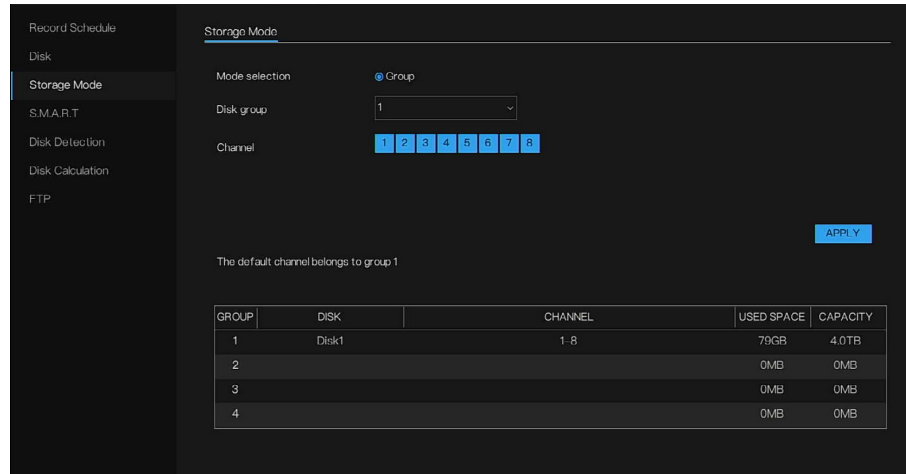 Record Schedule
Disk
Storage Mode
S.M.A.R.T
Disk Detection
Disk Calculation
FTP
Storage Mode
Mode selection Group
Disk group 1
Channel 1 2 3 4 5 6 7 8
APPLY
The default channel belongs to group 1
GROUP DISK CHANNEL USED SPACE CAPACITY
1 Disk1 1-8 79GB 4.0TB
2 0MB 0MB
3 0MB 0MB
4 0MB 0MB